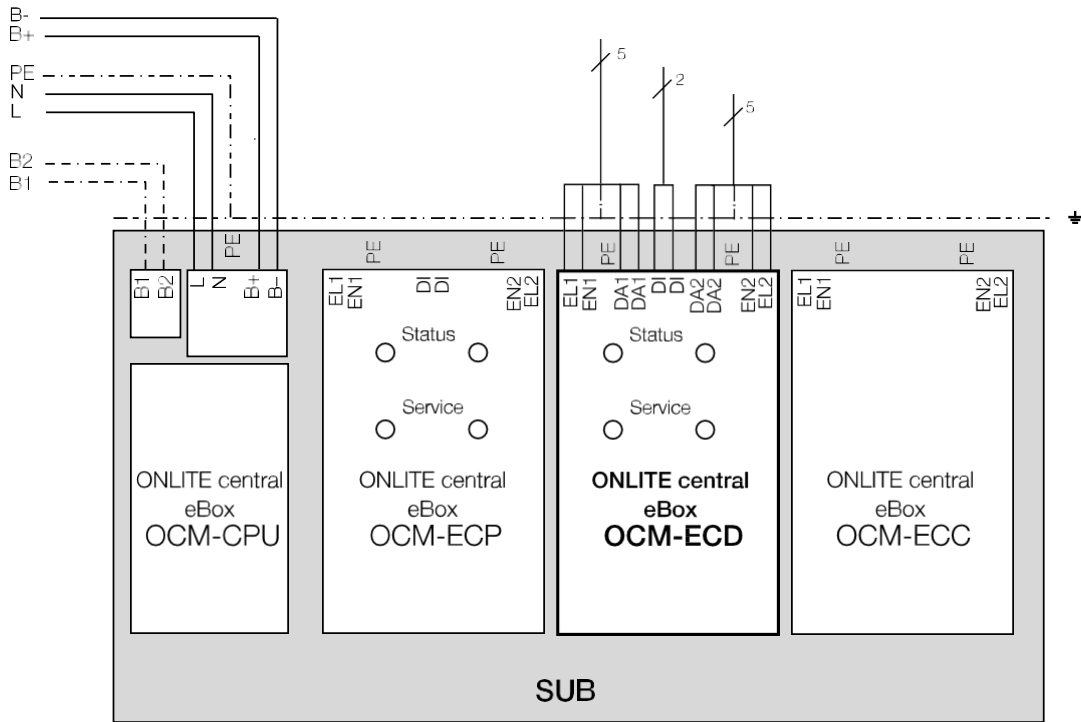 B-
B+
PE
N
L
B2
B1
5
2
5
PE
PE
PE
PE
PE
PE
PE
B1
B2
L
N
B+
B-
EL1
EN1
DI
DI
EN2
EL2
EL1
EN1
DA1
DA1
DI
DI
DA2
DA2
EN2
EL2
EL1
EN1
EN2
EL2
Status
Status
Service
Service
ONLITE central
eBox
OCM-CPU
ONLITE central
eBox
OCM-ECP
ONLITE central
eBox
OCM-ECD
ONLITE central
eBox
OCM-ECC
SUB